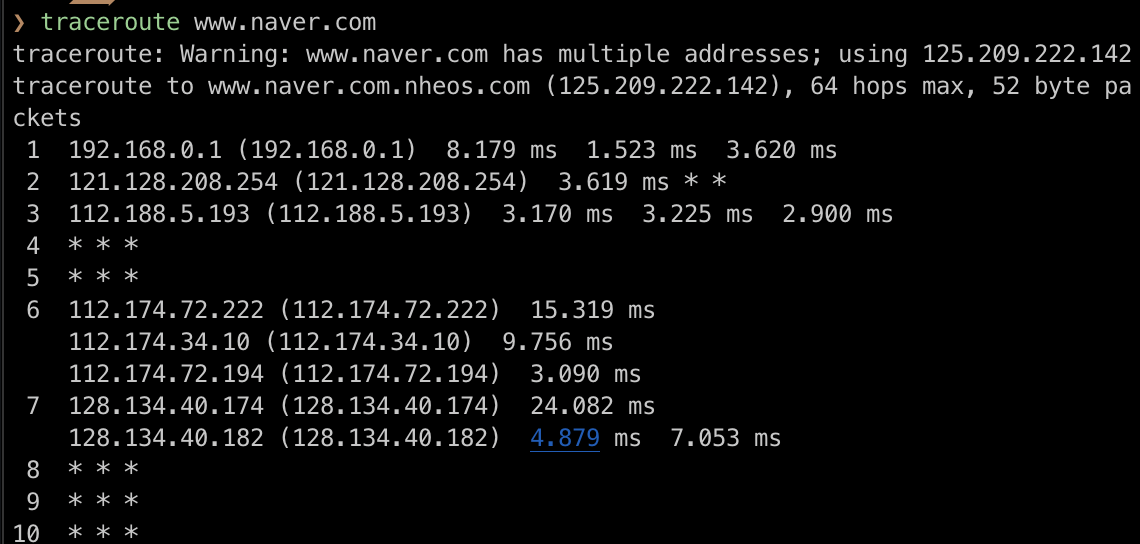 ❯ traceroute www.naver.com
traceroute: Warning: www.naver.com has multiple addresses; using 125.209.222.142
traceroute to www.naver.com.nheos.com (125.209.222.142), 64 hops max, 52 byte pa
ckets
 1  192.168.0.1 (192.168.0.1)  8.179 ms  1.523 ms  3.620 ms
 2  121.128.208.254 (121.128.208.254)  3.619 ms * *
 3  112.188.5.193 (112.188.5.193)  3.170 ms  3.225 ms  2.900 ms
 4  * * *
 5  * * *
 6  112.174.72.222 (112.174.72.222)  15.319 ms
    112.174.34.10 (112.174.34.10)  9.756 ms
    112.174.72.194 (112.174.72.194)  3.090 ms
 7  128.134.40.174 (128.134.40.174)  24.082 ms
    128.134.40.182 (128.134.40.182)  4.879 ms  7.053 ms
 8  * * *
 9  * * *
10  * * *